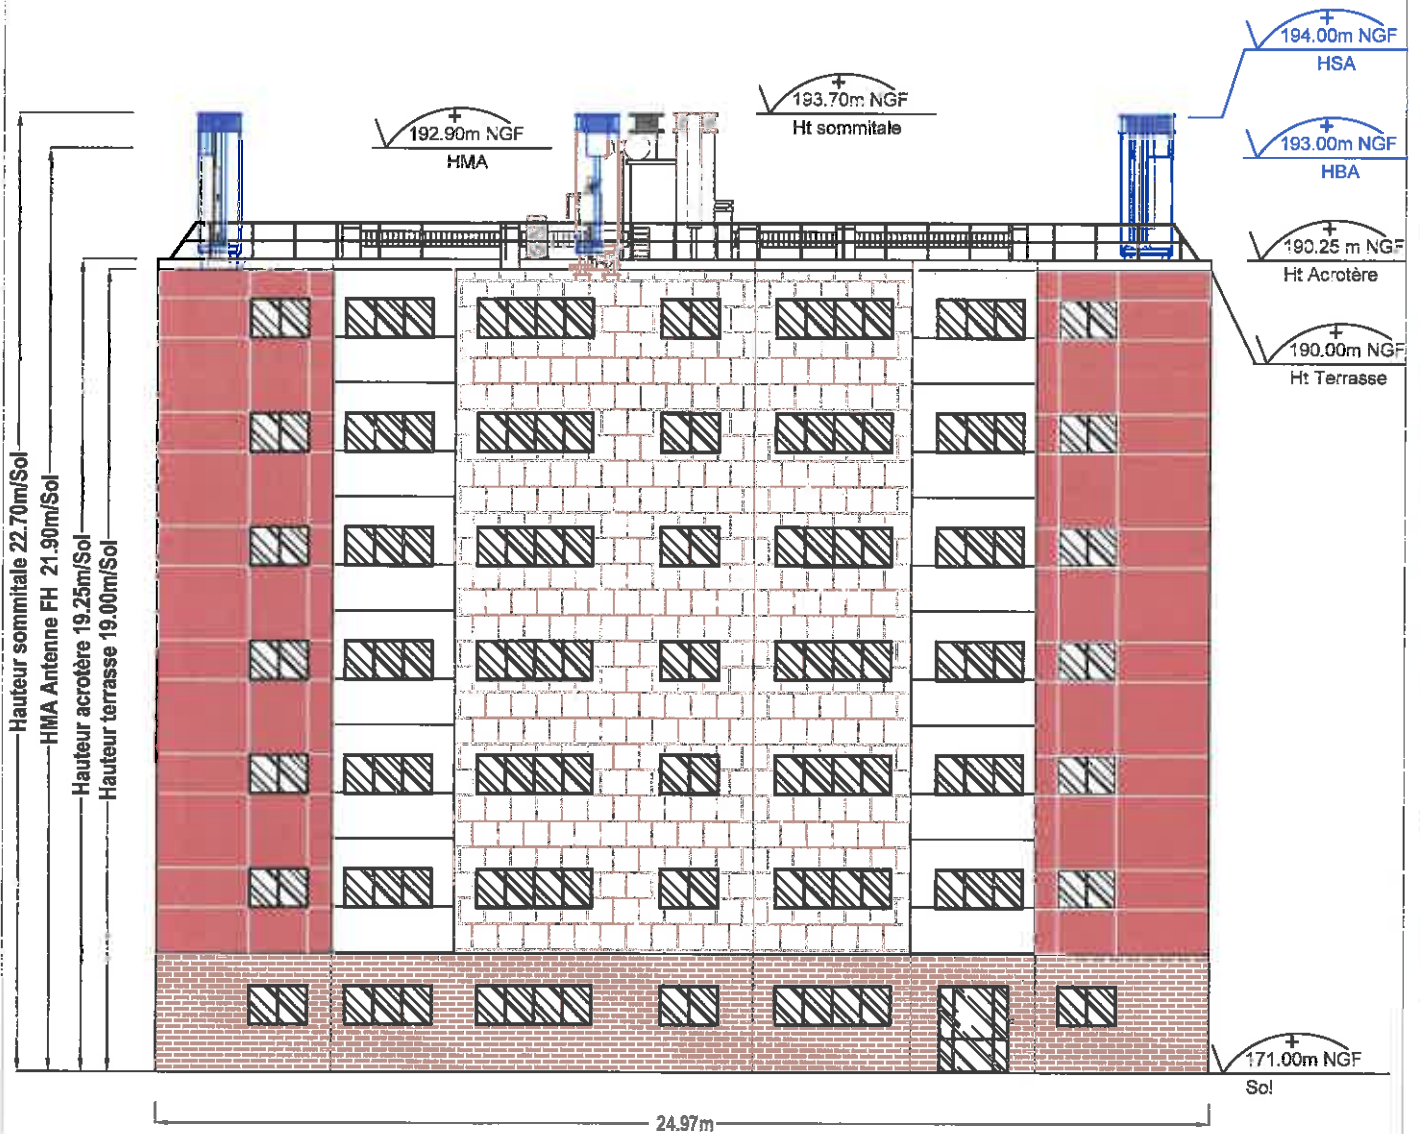 194.00m NGF
HSA
193.70m NGF
Ht sommitale
192.90m NGF
HMA
193.00m NGF
HBA
190.25 m NGF
Ht Acrotère
190.00m NGF
Ht Terrasse
Hauteur sommitale 22.70m/Sol
HMA Antenne FH 21.90m/Sol
Hauteur acrotère 19.25m/Sol
Hauteur terrasse 19.00m/Sol
171.00m NGF
Sol
24.97m